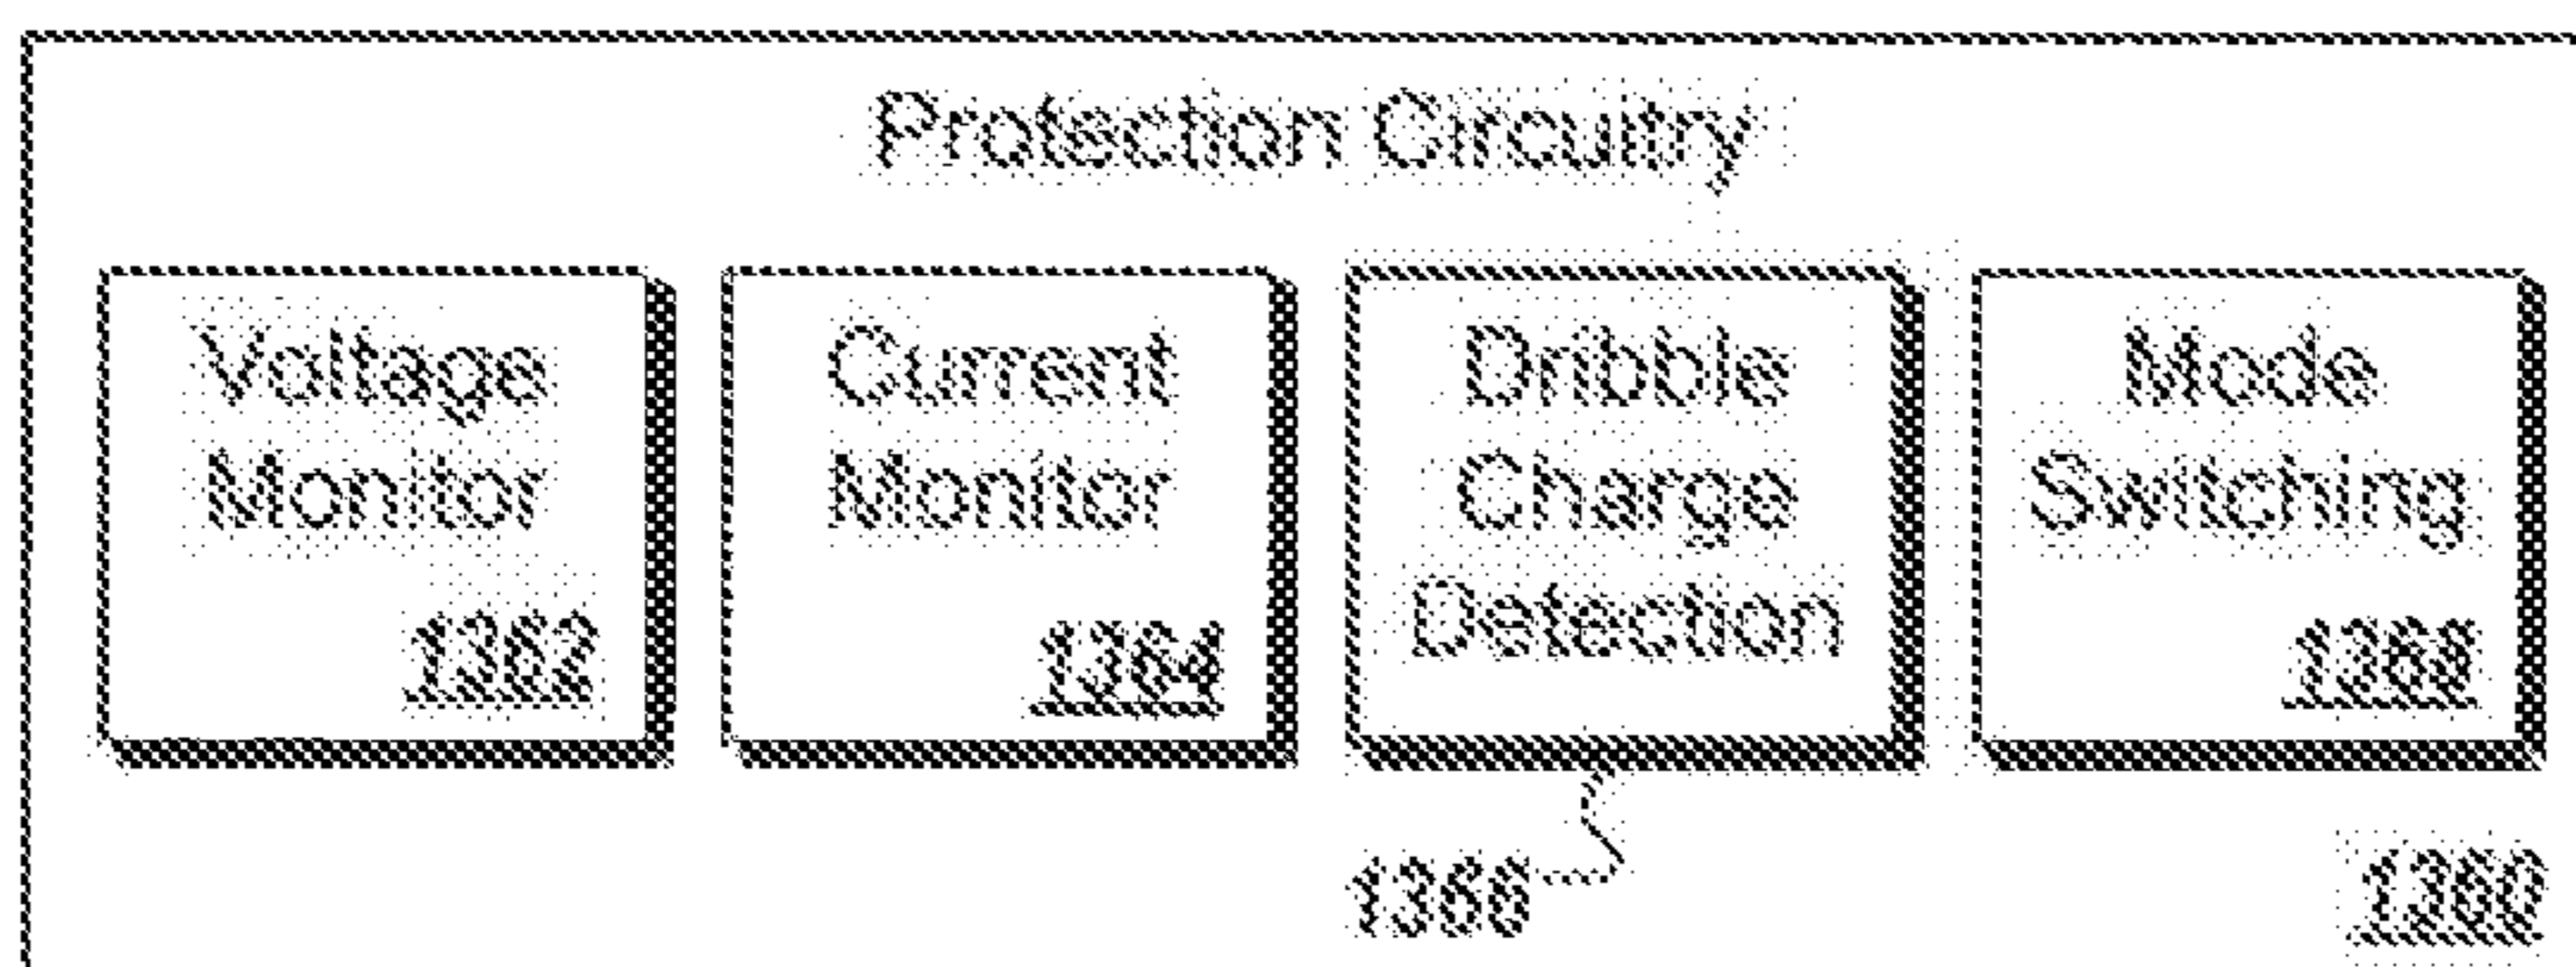 Protection Circuitry
Voltage
Monitor
1362
Current
Monitor
1364
Dribble
Charge
Detection
1366
Mode
Switching
1368
1360